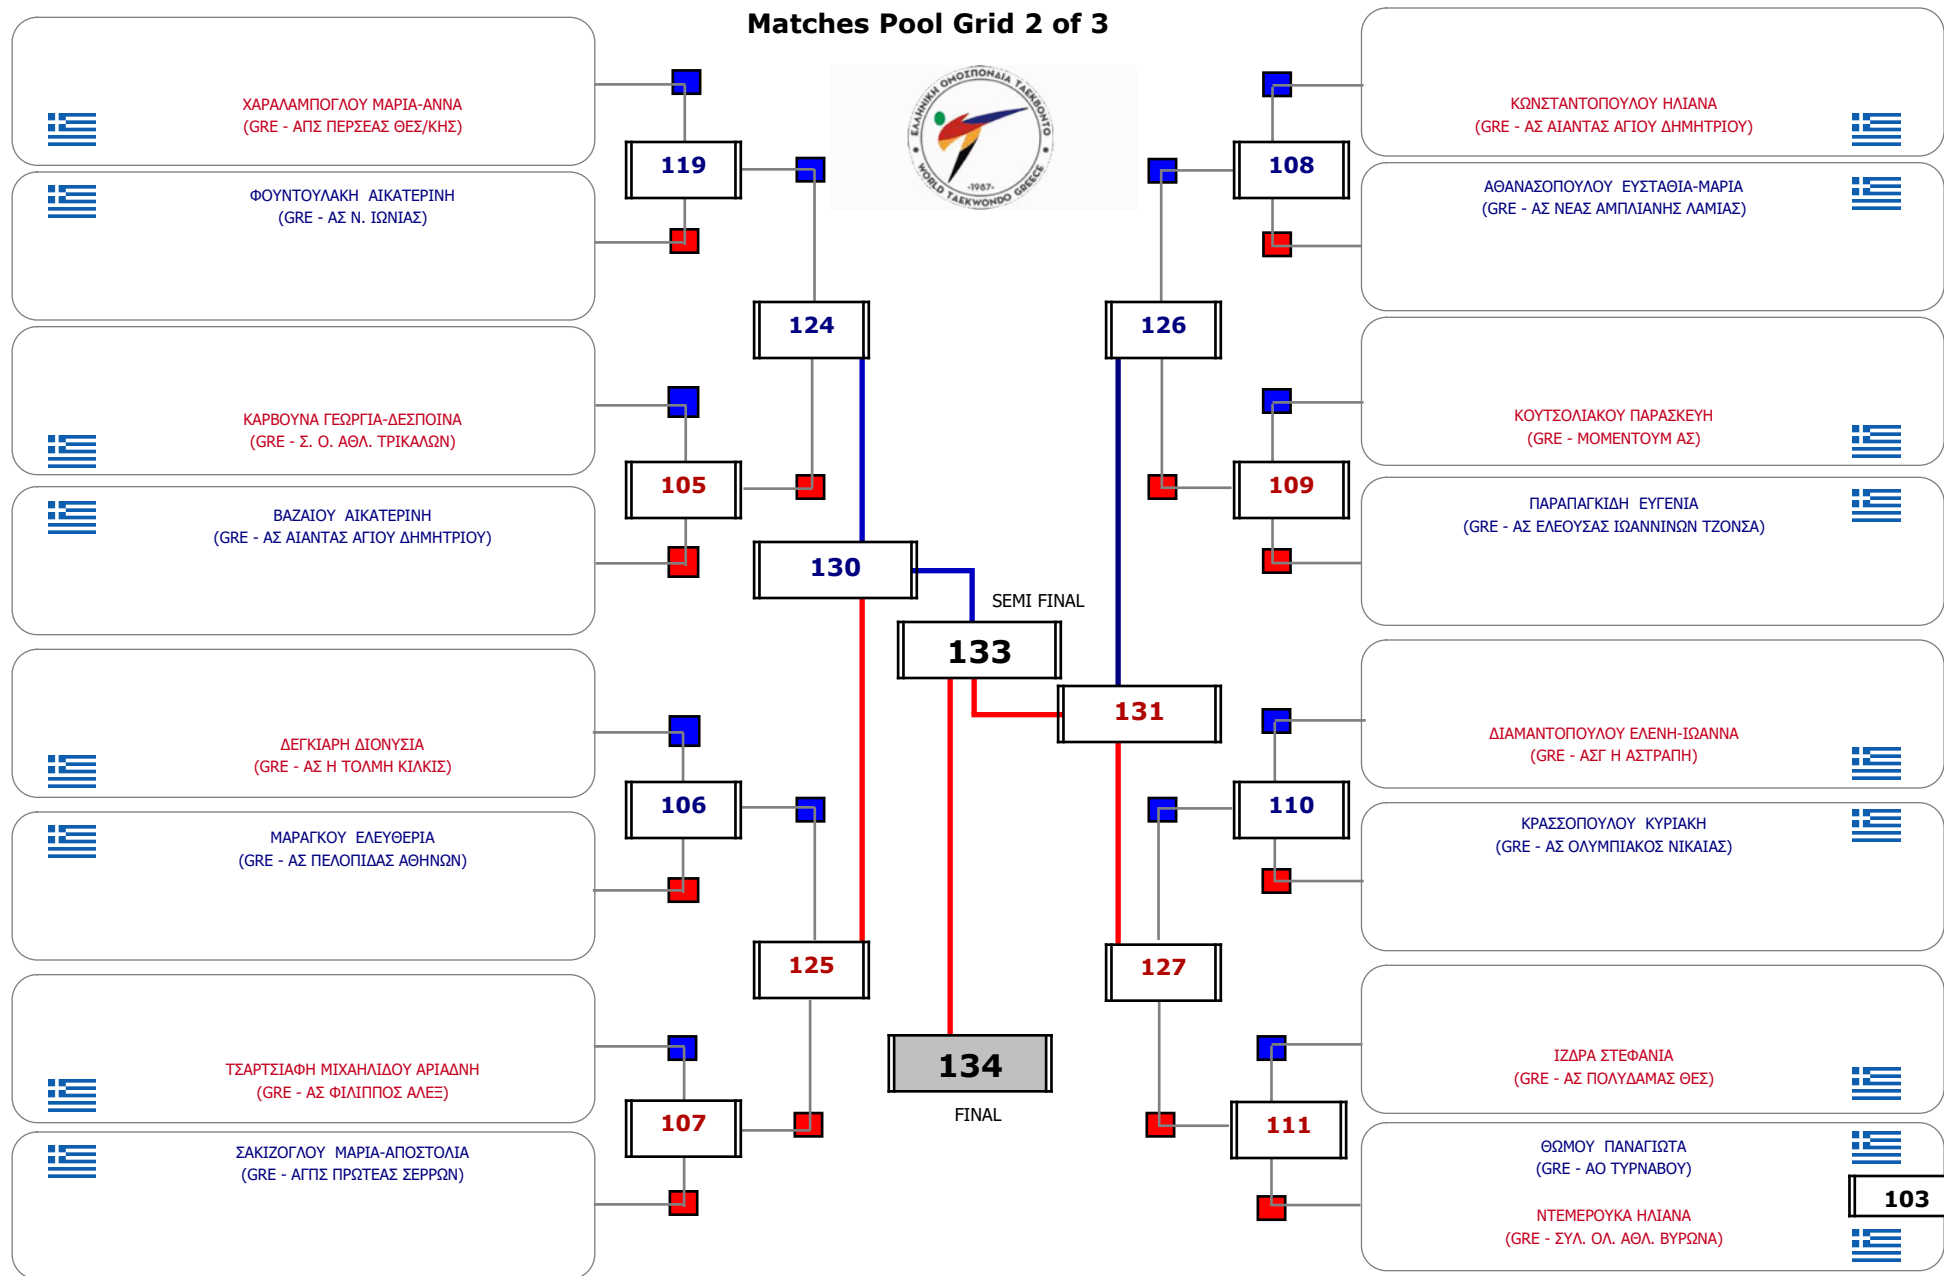 Matches Pool Grid 2 of 3
ΕΛΛΗΝΙΚΗ ΟΜΟΣΠΟΝΔΙΑ ΤΑΕΚΒΟΝΤΟ
·1987·
WORLD TAEKWONDO GREECE
ΧΑΡΑΛΑΜΠΟΓΛΟΥ ΜΑΡΙΑ-ΑΝΝΑ
(GRE - ΑΠΣ ΠΕΡΣΕΑΣ ΘΕΣ/ΚΗΣ)
119
ΦΟΥΝΤΟΥΛΑΚΗ ΑΙΚΑΤΕΡΙΝΗ
(GRE - ΑΣ Ν. ΙΩΝΙΑΣ)
124
ΚΑΡΒΟΥΝΑ ΓΕΩΡΓΙΑ-ΔΕΣΠΟΙΝΑ
(GRE - Σ. Ο. ΑΘΛ. ΤΡΙΚΑΛΩΝ)
105
ΒΑΖΑΙΟΥ ΑΙΚΑΤΕΡΙΝΗ
(GRE - ΑΣ ΑΙΑΝΤΑΣ ΑΓΙΟΥ ΔΗΜΗΤΡΙΟΥ)
130
ΔΕΓΚΙΑΡΗ ΔΙΟΝΥΣΙΑ
(GRE - ΑΣ Η ΤΟΛΜΗ ΚΙΛΚΙΣ)
106
ΜΑΡΑΓΚΟΥ ΕΛΕΥΘΕΡΙΑ
(GRE - ΑΣ ΠΕΛΟΠΙΔΑΣ ΑΘΗΝΩΝ)
125
ΤΣΑΡΤΣΙΑΦΗ ΜΙΧΑΗΛΙΔΟΥ ΑΡΙΑΔΝΗ
(GRE - ΑΣ ΦΙΛΙΠΠΟΣ ΑΛΕΞ)
107
ΣΑΚΙΖΟΓΛΟΥ ΜΑΡΙΑ-ΑΠΟΣΤΟΛΙΑ
(GRE - ΑΓΠΣ ΠΡΩΤΕΑΣ ΣΕΡΡΩΝ)
SEMI FINAL
133
134
FINAL
ΚΩΝΣΤΑΝΤΟΠΟΥΛΟΥ ΗΛΙΑΝΑ
(GRE - ΑΣ ΑΙΑΝΤΑΣ ΑΓΙΟΥ ΔΗΜΗΤΡΙΟΥ)
108
ΑΘΑΝΑΣΟΠΟΥΛΟΥ ΕΥΣΤΑΘΙΑ-ΜΑΡΙΑ
(GRE - ΑΣ ΝΕΑΣ ΑΜΠΛΙΑΝΗΣ ΛΑΜΙΑΣ)
126
ΚΟΥΤΣΟΛΙΑΚΟΥ ΠΑΡΑΣΚΕΥΗ
(GRE - ΜΟΜΕΝΤΟΥΜ ΑΣ)
109
ΠΑΡΑΠΑΓΚΙΔΗ ΕΥΓΕΝΙΑ
(GRE - ΑΣ ΕΛΕΟΥΣΑΣ ΙΩΑΝΝΙΝΩΝ ΤΖΟΝΣΑ)
131
ΔΙΑΜΑΝΤΟΠΟΥΛΟΥ ΕΛΕΝΗ-ΙΩΑΝΝΑ
(GRE - ΑΣΓ Η ΑΣΤΡΑΠΗ)
110
ΚΡΑΣΣΟΠΟΥΛΟΥ ΚΥΡΙΑΚΗ
(GRE - ΑΣ ΟΛΥΜΠΙΑΚΟΣ ΝΙΚΑΙΑΣ)
127
ΙΖΔΡΑ ΣΤΕΦΑΝΙΑ
(GRE - ΑΣ ΠΟΛΥΔΑΜΑΣ ΘΕΣ)
111
ΘΩΜΟΥ ΠΑΝΑΓΙΩΤΑ
(GRE - ΑΟ ΤΥΡΝΑΒΟΥ)
103
ΝΤΕΜΕΡΟΥΚΑ ΗΛΙΑΝΑ
(GRE - ΣΥΛ. ΟΛ. ΑΘΛ. ΒΥΡΩΝΑ)